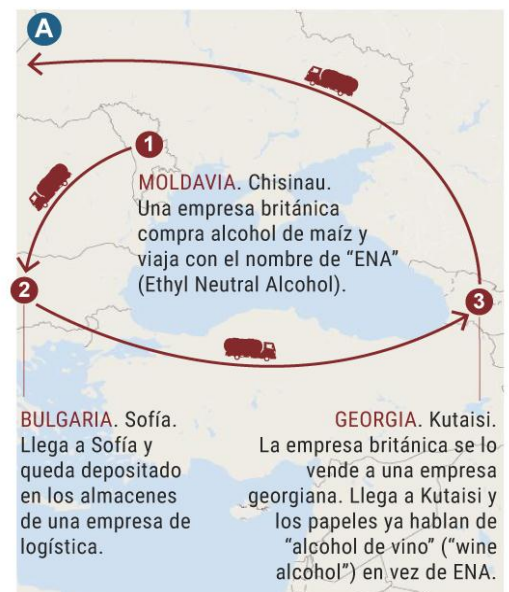 A
1
MOLDAVIA. Chisinau.
Una empresa británica
compra alcohol de maíz y
viaja con el nombre de “ENA”
(Ethyl Neutral Alcohol).
2
3
BULGARIA. Sofía.
Llega a Sofía y
queda depositado
en los almacenes
de una empresa de
logística.
GEORGIA. Kutaisi.
La empresa británica se lo
vende a una empresa
georgiana. Llega a Kutaisi y
los papeles ya hablan de
“alcohol de vino” (“wine
alcohol”) en vez de ENA.